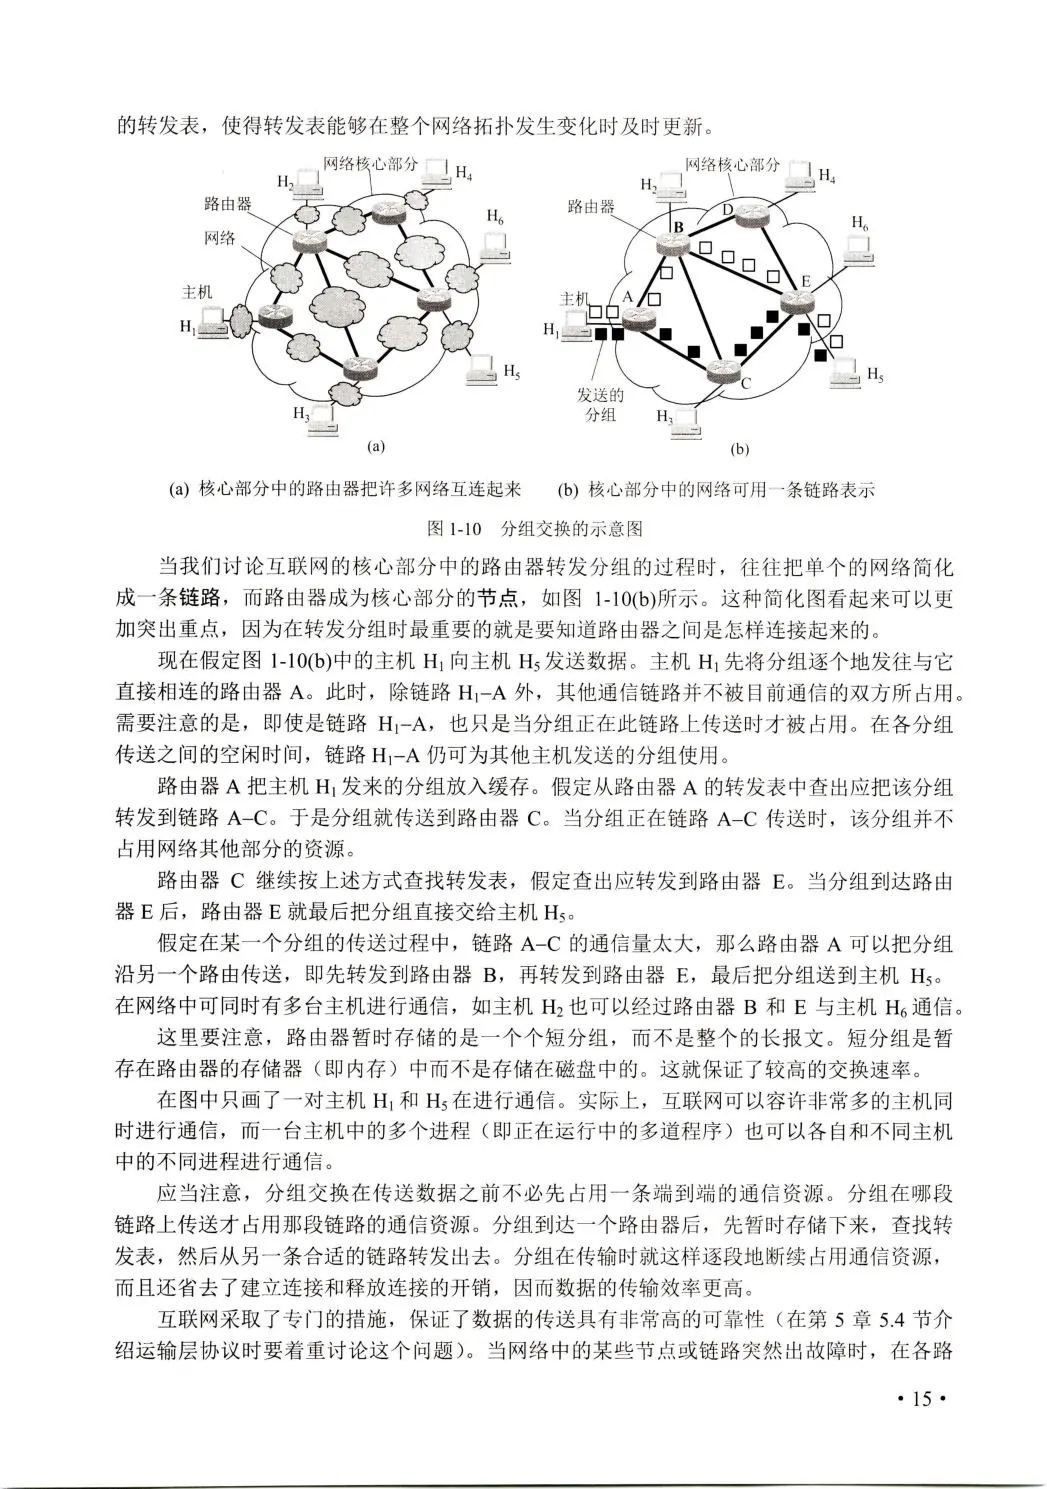 的转发表，使得转发表能够在整个网络拓扑发生变化时及时更新。
网络核心部分
H₂
H₄
路由器
H₆
网络
主机
H₁
H₅
H₃
(a)
网络核心部分
H₂
H₄
路由器
D
B
H₆
E
主机
A
H₁
C
H₅
发送的
分组
H₃
(b)
(a) 核心部分中的路由器把许多网络互连起来 (b) 核心部分中的网络可用一条链路表示
图 1-10 分组交换的示意图
当我们讨论互联网的核心部分中的路由器转发分组的过程时，往往把单个的网络简化
成一条链路，而路由器成为核心部分的节点，如图 1-10(b)所示。这种简化图看起来可以更
加突出重点，因为在转发分组时最重要的就是要知道路由器之间是怎样连接起来的。
现在假定图 1-10(b)中的主机 H₁ 向主机 H₅ 发送数据。主机 H₁ 先将分组逐个地发往与它
直接相连的路由器 A。此时，除链路 H₁–A 外，其他通信链路并不被目前通信的双方所占用。
需要注意的是，即使是链路 H₁–A，也只是当分组正在此链路上传送时才被占用。在各分组
传送之间的空闲时间，链路 H₁–A 仍可为其他主机发送的分组使用。
路由器 A 把主机 H₁ 发来的分组放入缓存。假定从路由器 A 的转发表中查出应把该分组
转发到链路 A–C。于是分组就传送到路由器 C。当分组正在链路 A–C 传送时，该分组并不
占用网络其他部分的资源。
路由器 C 继续按上述方式查找转发表，假定查出应转发到路由器 E。当分组到达路由
器 E 后，路由器 E 就最后把分组直接交给主机 H₅。
假定在某一个分组的传送过程中，链路 A–C 的通信量太大，那么路由器 A 可以把分组
沿另一个路由传送，即先转发到路由器 B，再转发到路由器 E，最后把分组送到主机 H₅。
在网络中可同时有多台主机进行通信，如主机 H₂ 也可以经过路由器 B 和 E 与主机 H₆ 通信。
这里要注意，路由器暂时存储的是一个个短分组，而不是整个的长报文。短分组是暂
存在路由器的存储器（即内存）中而不是存储在磁盘中的。这就保证了较高的交换速率。
在图中只画了一对主机 H₁ 和 H₅ 在进行通信。实际上，互联网可以容许非常多的主机同
时进行通信，而一台主机中的多个进程（即正在运行中的多道程序）也可以各自和不同主机
中的不同进程进行通信。
应当注意，分组交换在传送数据之前不必先占用一条端到端的通信资源。分组在哪段
链路上传送才占用那段链路的通信资源。分组到达一个路由器后，先暂时存储下来，查找转
发表，然后从另一条合适的链路转发出去。分组在传输时就这样逐段地断续占用通信资源，
而且还省去了建立连接和释放连接的开销，因而数据的传输效率更高。
互联网采取了专门的措施，保证了数据的传送具有非常高的可靠性（在第 5 章 5.4 节介
绍运输层协议时要着重讨论这个问题）。当网络中的某些节点或链路突然出故障时，在各路
• 15 •